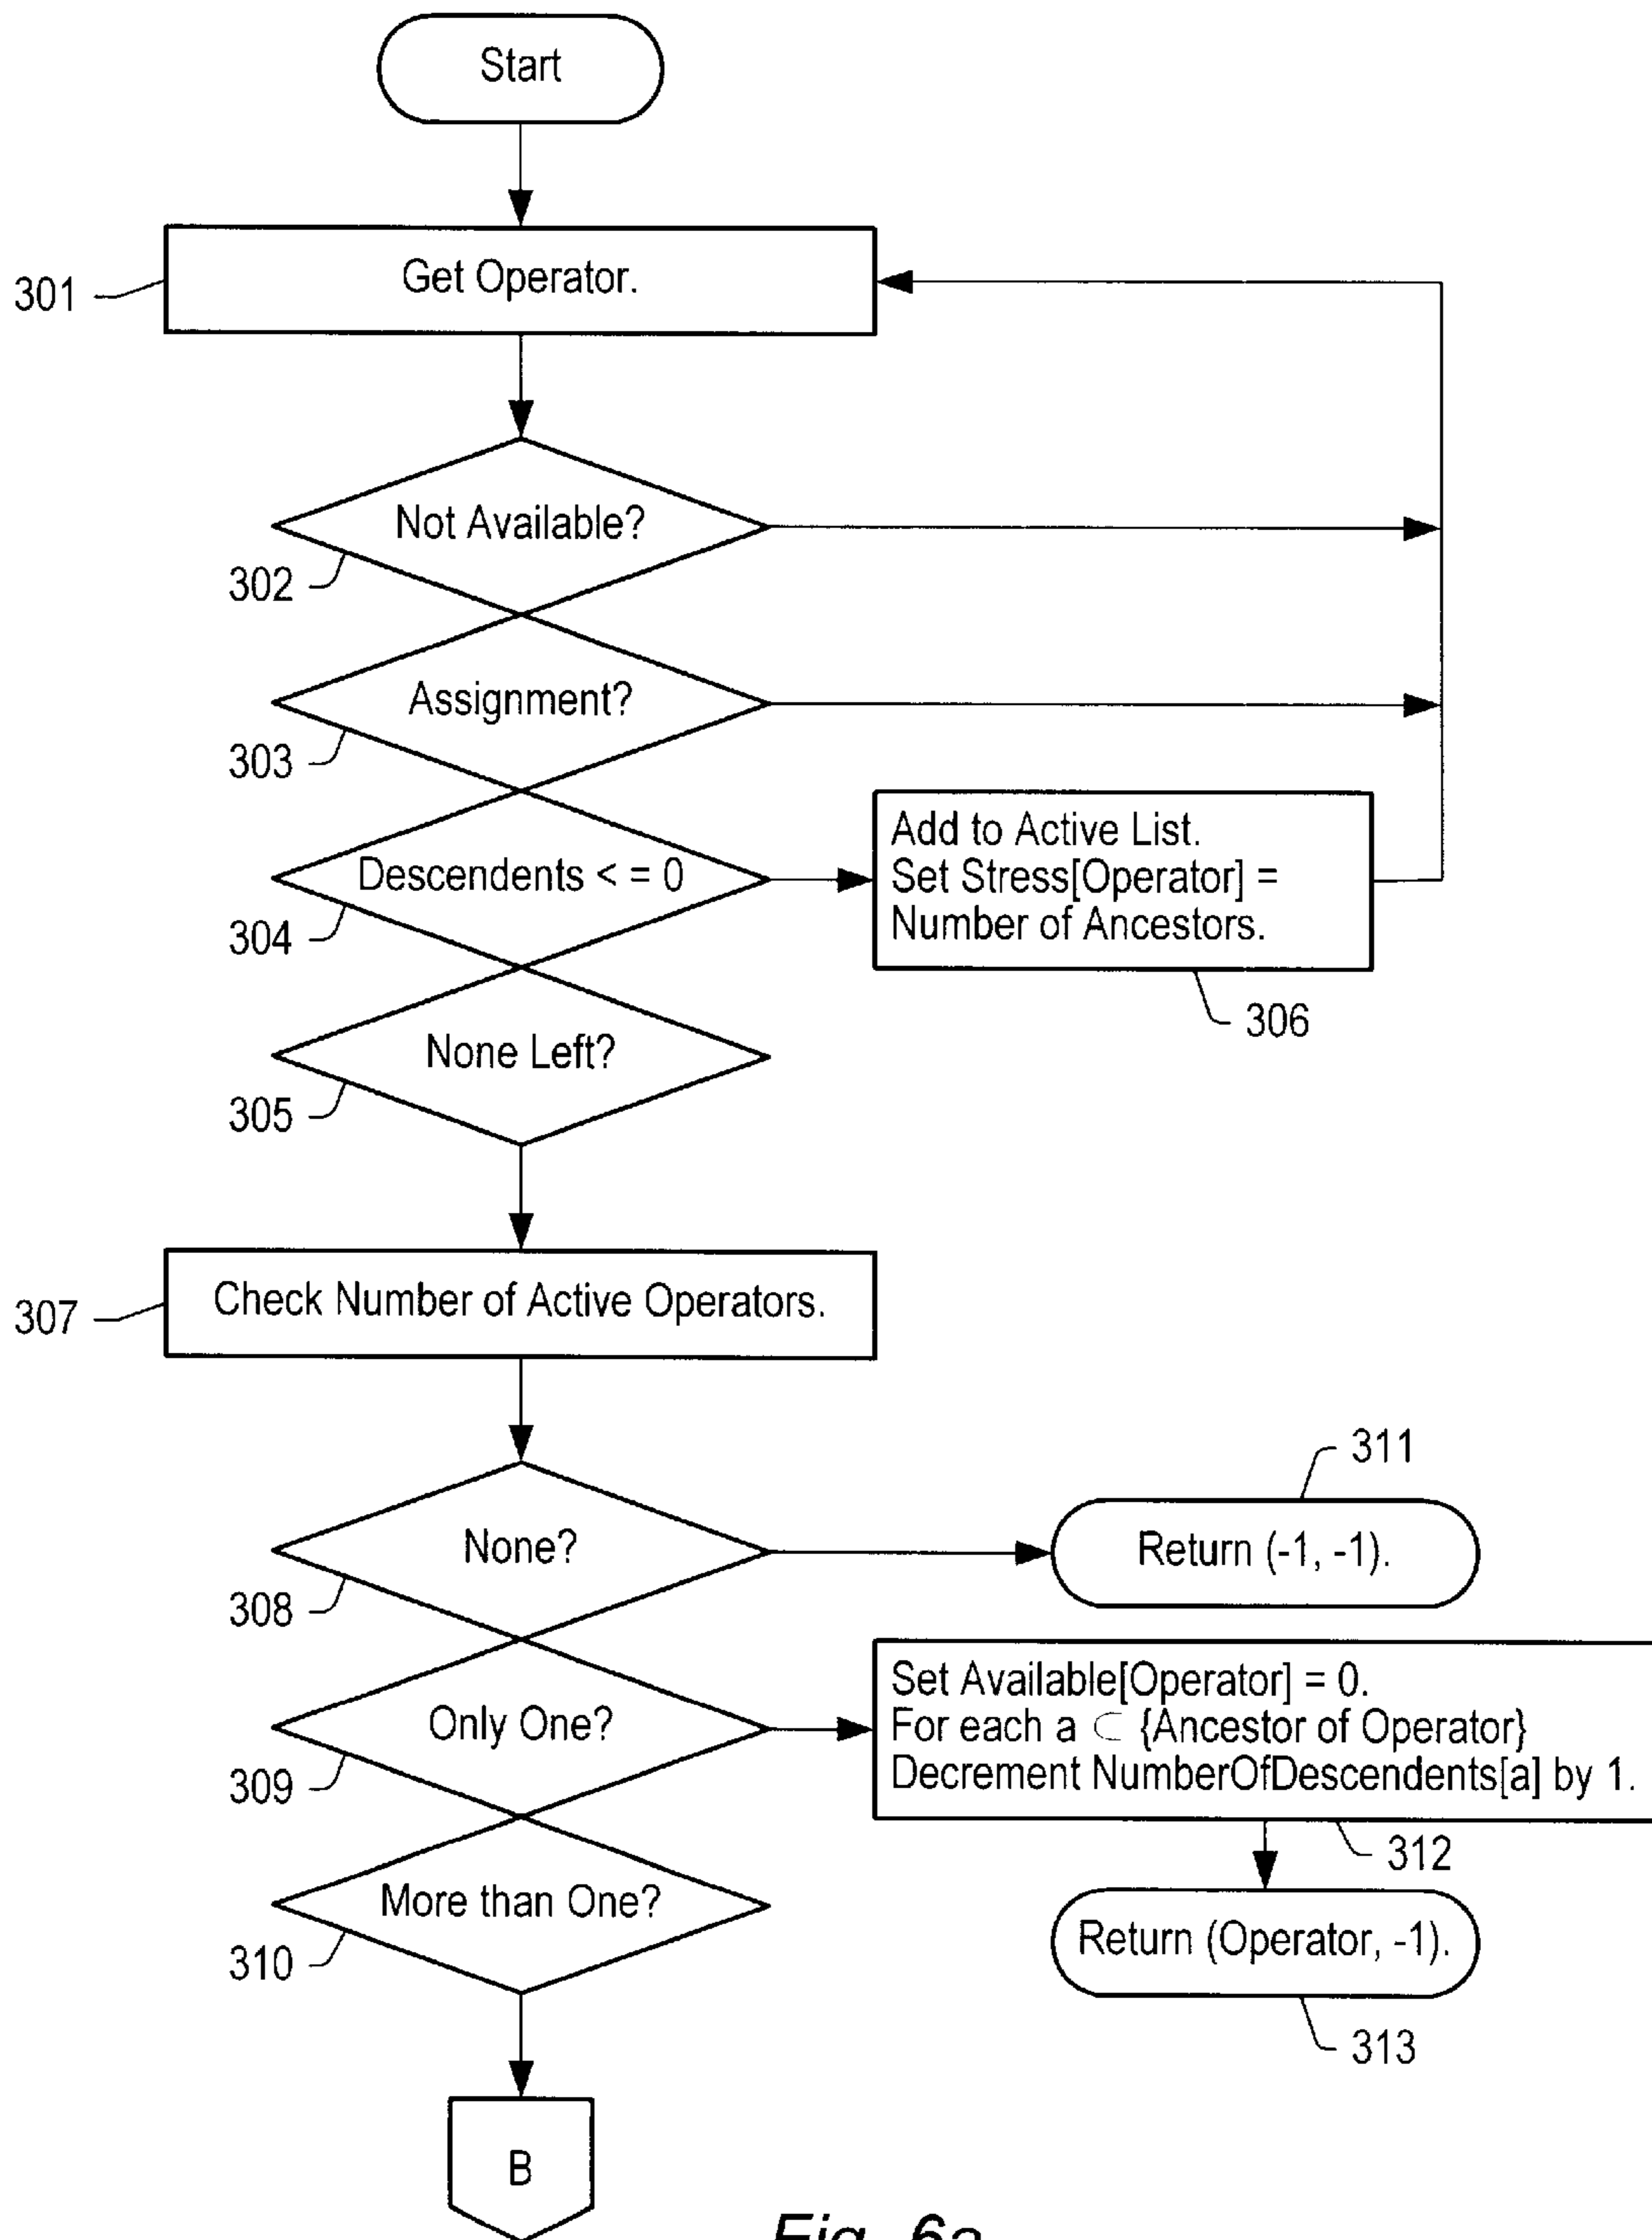 Start
301
Get Operator.
Not Available?
302
Assignment?
303
Descendents < = 0
304
Add to Active List.
Set Stress[Operator] =
Number of Ancestors.
306
None Left?
305
307
Check Number of Active Operators.
None?
308
311
Return (-1, -1).
Only One?
309
Set Available[Operator] = 0.
For each a ⊂ {Ancestor of Operator}
Decrement NumberOfDescendents[a] by 1.
312
More than One?
310
Return (Operator, -1).
313
B
Fig. 6a